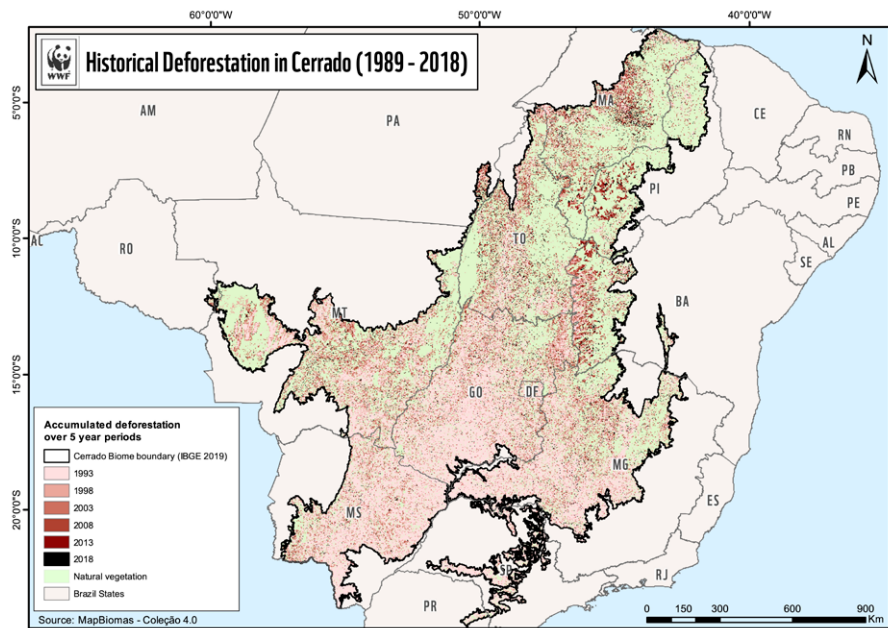 60°0'0"W 50°0'0"W 40°0'0"W
WWF
Historical Deforestation in Cerrado (1989 - 2018)
N
5°0'0"S
10°0'0"S
15°0'0"S
20°0'0"S
AM
PA
MA
CE
RN
PB
PE
AL
SE
PI
AC
RO
TO
BA
MT
GO
DF
MG
ES
MS
SP
RJ
PR
Accumulated deforestation
over 5 year periods
Cerrado Biome boundary (IBGE 2019)
1993
1998
2003
2008
2013
2018
Natural vegetation
Brazil States
Source: MapBiomas - Coleção 4.0
0 150 300 600 900
Km